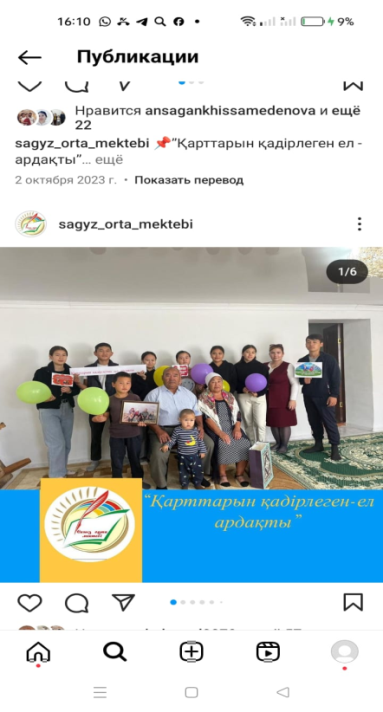 16:10
9%
Публикации
Нравится ansagankhissamedenova и ещё
22
sagyz_orta_mektebi 📌"Қарттарын қадірлеген ел -
ардақты"... ещё
2 октября 2023 г. • Показать перевод
sagyz_orta_mektebi
1/6
"Қарттарын қадірлеген-ел
ардақты"